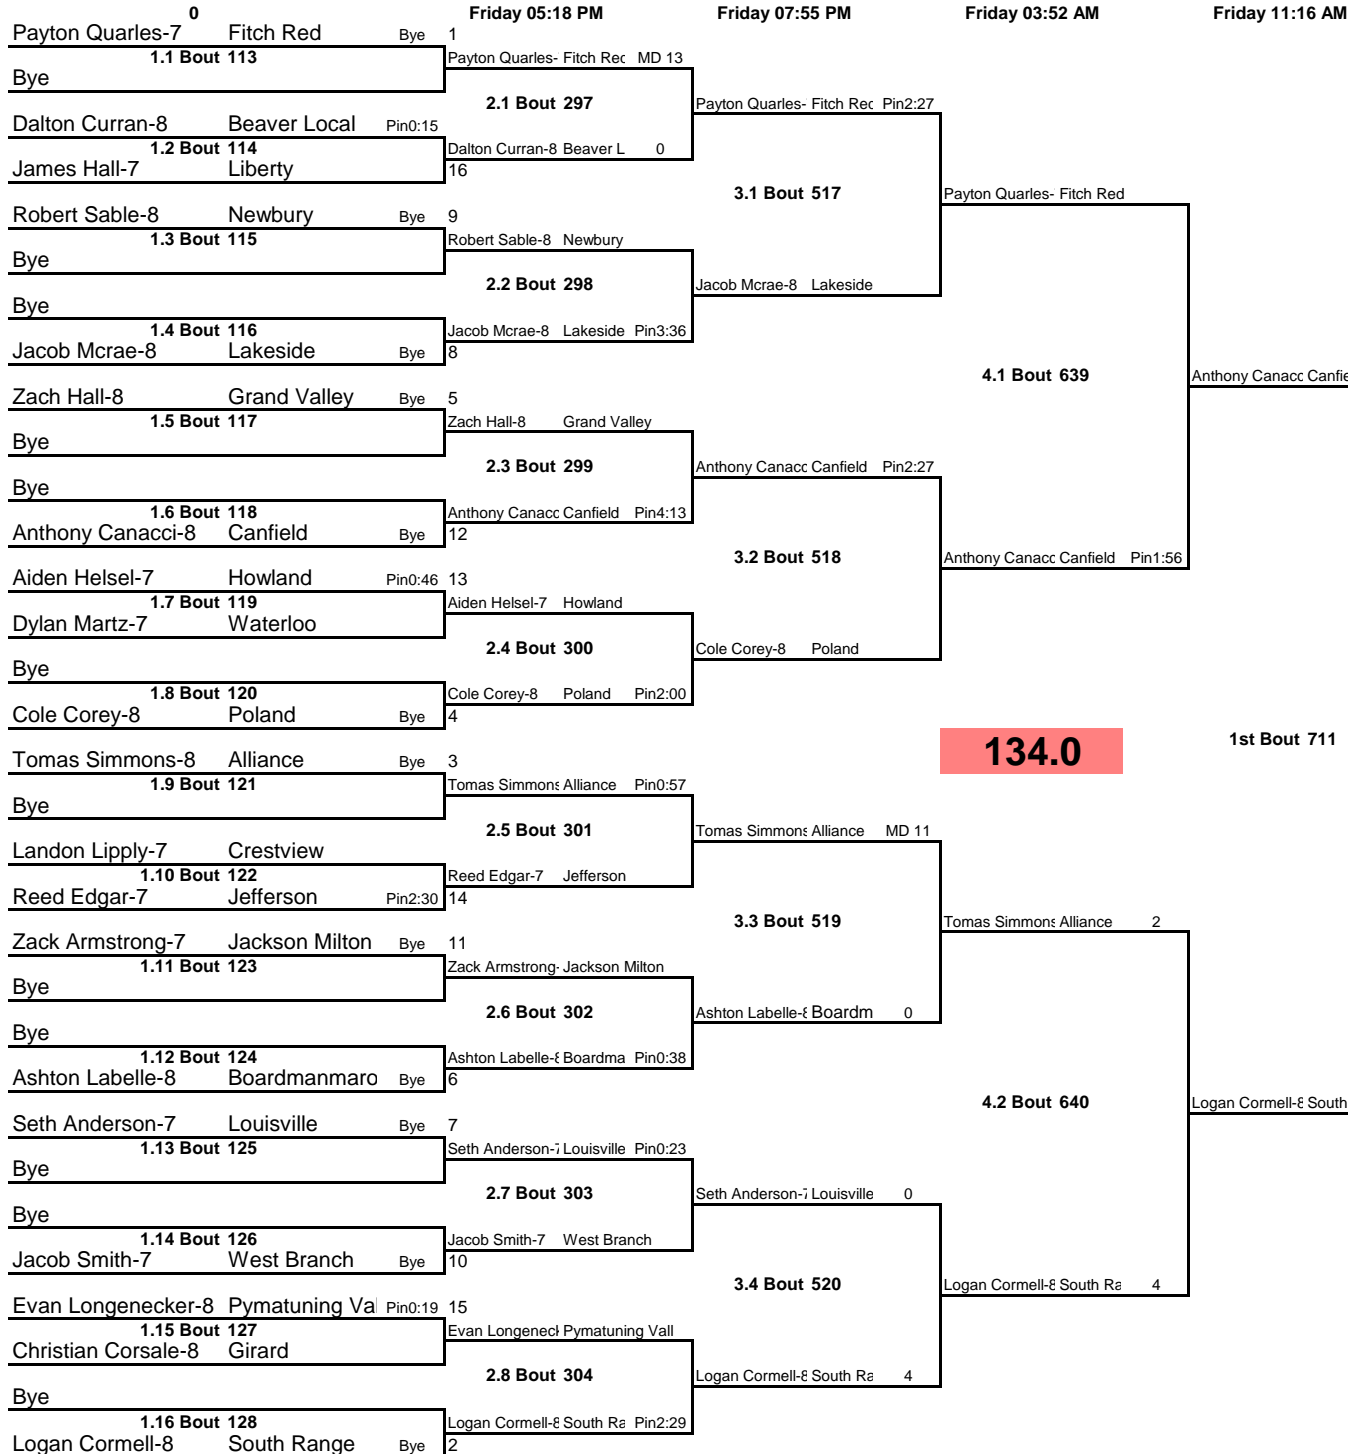 0 Friday 05:18 PM Friday 07:55 PM Friday 03:52 AM Friday 11:16 AM
Payton Quarles-7 Fitch Red Bye 1
1.1 Bout 113
Payton Quarles- Fitch Rec MD 13
Bye
2.1 Bout 297
Payton Quarles- Fitch Rec Pin2:27
Dalton Curran-8 Beaver Local Pin0:15
1.2 Bout 114
Dalton Curran-8 Beaver L 0
James Hall-7 Liberty 16
3.1 Bout 517
Payton Quarles- Fitch Red
Robert Sable-8 Newbury Bye 9
1.3 Bout 115
Robert Sable-8 Newbury
Bye
2.2 Bout 298
Jacob Mcrae-8 Lakeside
Bye
1.4 Bout 116
Jacob Mcrae-8 Lakeside Pin3:36
Jacob Mcrae-8 Lakeside Bye 8
4.1 Bout 639
Anthony Canacc Canfie
Zach Hall-8 Grand Valley Bye 5
1.5 Bout 117
Zach Hall-8 Grand Valley
Bye
2.3 Bout 299
Anthony Canacc Canfield Pin2:27
Bye
1.6 Bout 118
Anthony Canacc Canfield Pin4:13
Anthony Canacci-8 Canfield Bye 12
3.2 Bout 518
Anthony Canacc Canfield Pin1:56
Aiden Helsel-7 Howland Pin0:46 13
1.7 Bout 119
Aiden Helsel-7 Howland
Dylan Martz-7 Waterloo
2.4 Bout 300
Cole Corey-8 Poland
Bye
1.8 Bout 120
Cole Corey-8 Poland Pin2:00
Cole Corey-8 Poland Bye 4
134.0
1st Bout 711
Tomas Simmons-8 Alliance Bye 3
1.9 Bout 121
Tomas Simmons Alliance Pin0:57
Bye
2.5 Bout 301
Tomas Simmons Alliance MD 11
Landon Lipply-7 Crestview
1.10 Bout 122
Reed Edgar-7 Jefferson
Reed Edgar-7 Jefferson Pin2:30 14
3.3 Bout 519
Tomas Simmons Alliance 2
Zack Armstrong-7 Jackson Milton Bye 11
1.11 Bout 123
Zack Armstrong- Jackson Milton
Bye
2.6 Bout 302
Ashton Labelle-8 Boardm 0
Bye
1.12 Bout 124
Ashton Labelle-8 Boardma Pin0:38
Ashton Labelle-8 Boardmanmaro Bye 6
4.2 Bout 640
Logan Cormell-8 South
Seth Anderson-7 Louisville Bye 7
1.13 Bout 125
Seth Anderson-7 Louisville Pin0:23
Bye
2.7 Bout 303
Seth Anderson-7 Louisville 0
Bye
1.14 Bout 126
Jacob Smith-7 West Branch
Jacob Smith-7 West Branch Bye 10
3.4 Bout 520
Logan Cormell-8 South Ra 4
Evan Longenecker-8 Pymatuning Val Pin0:19 15
1.15 Bout 127
Evan Longenecl Pymatuning Vall
Christian Corsale-8 Girard
2.8 Bout 304
Logan Cormell-8 South Ra 4
Bye
1.16 Bout 128
Logan Cormell-8 South Ra Pin2:29
Logan Cormell-8 South Range Bye 2